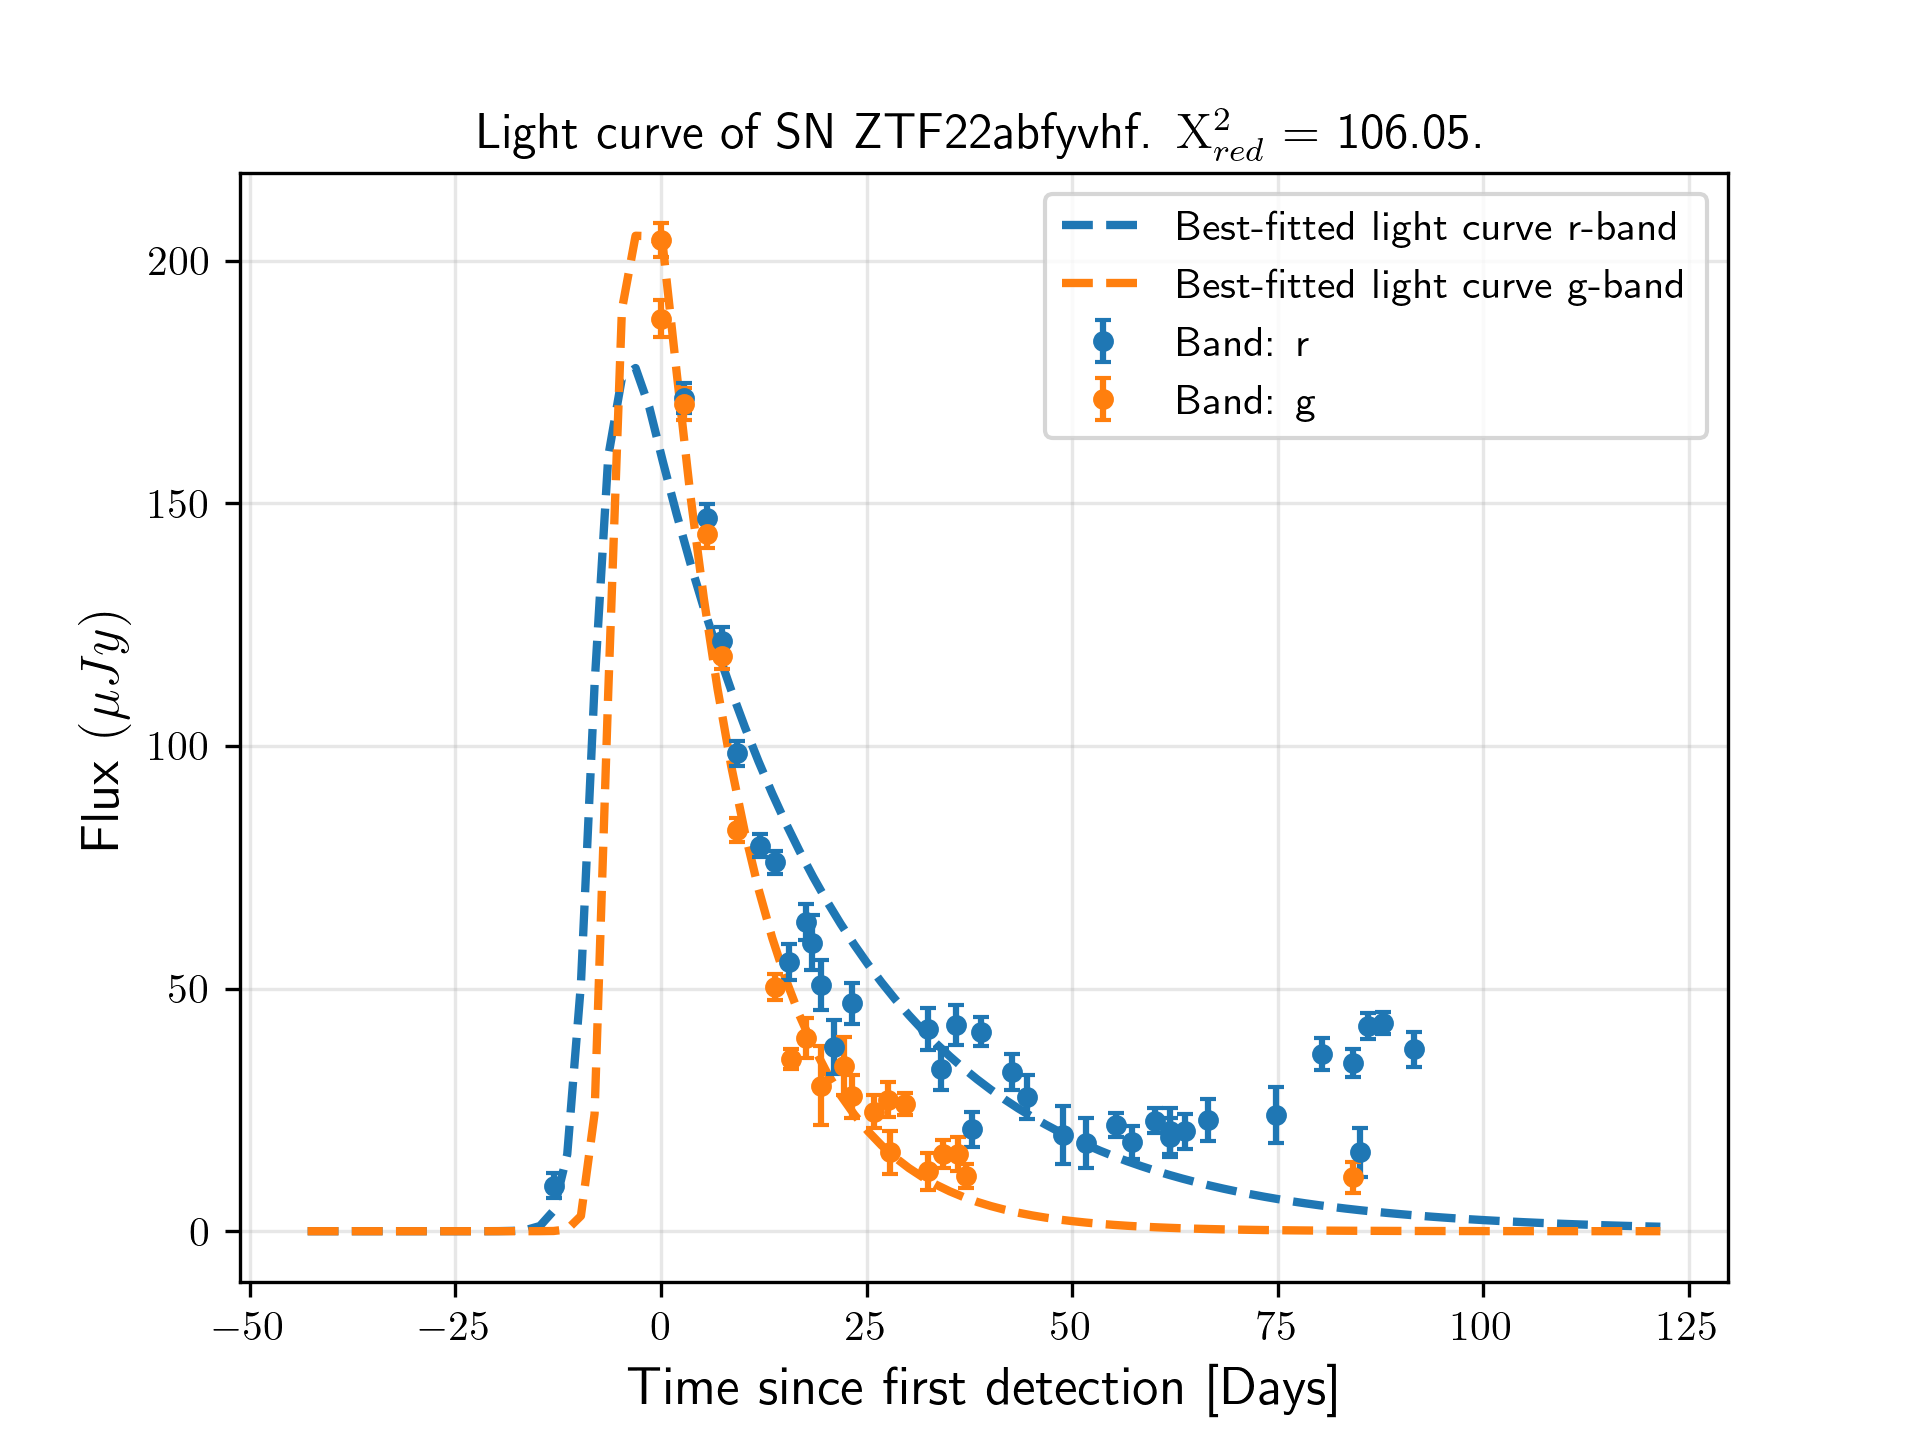 Light curve of SN ZTF22abfyvhf. X²_red = 106.05.
Best-fitted light curve r-band
Best-fitted light curve g-band
Band: r
Band: g
Flux (μJy)
200
150
100
50
0
−50 −25 0 25 50 75 100 125
Time since first detection [Days]